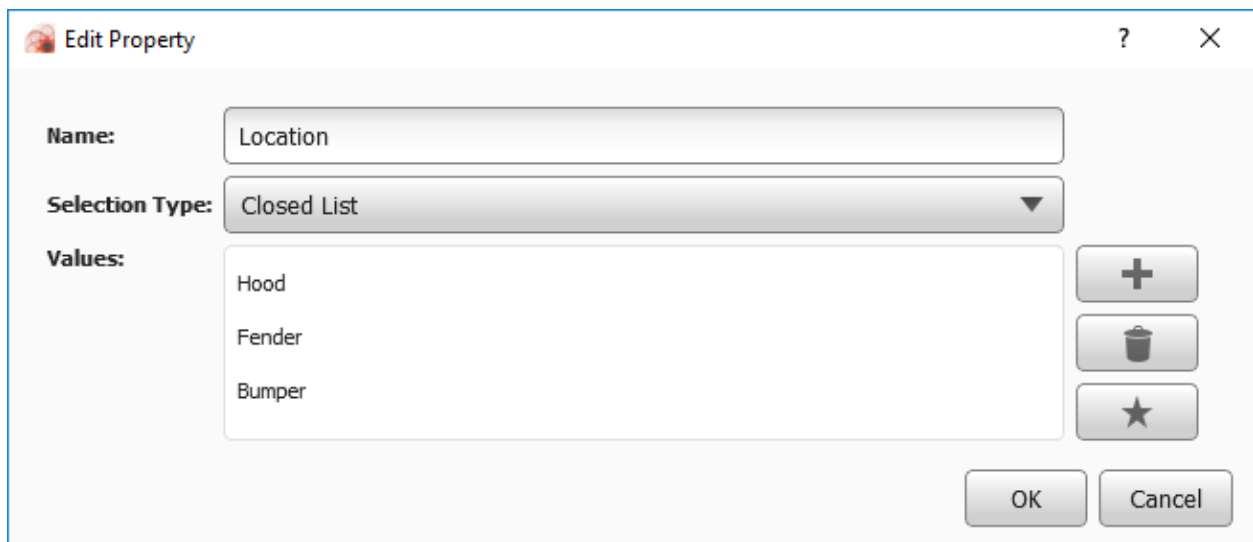 Edit Property
?
Name:
Location
Selection Type:
Closed List
Values:
Hood
Fender
Bumper
OK
Cancel